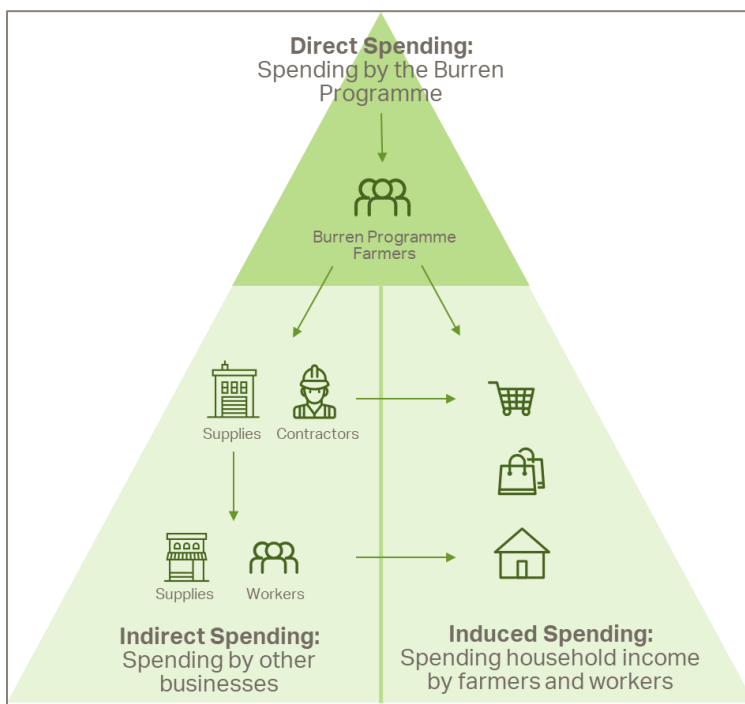 Direct Spending:
Spending by the Burren
Programme
Burren Programme
Farmers
Supplies
Contractors
Supplies
Workers
Indirect Spending:
Spending by other
businesses
Induced Spending:
Spending household income
by farmers and workers